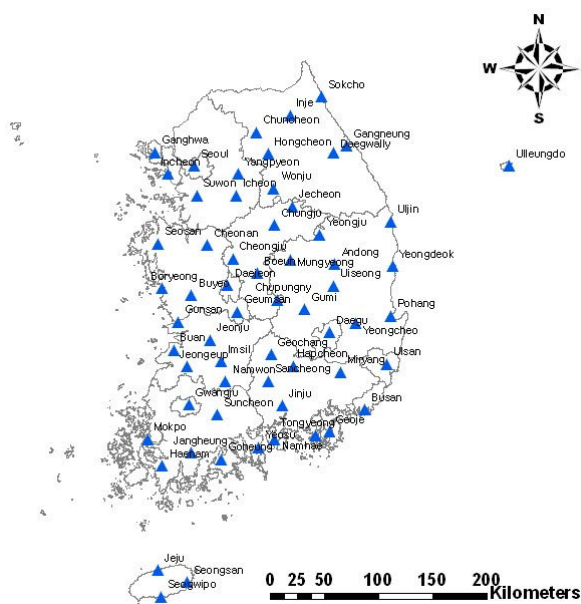 N
W E
S
Sokcho
Inje
Chuncheon
Gangneung
Hongcheon
Daegwally
Ganghwa
Seoul
Incheon
Yangpyeon
Ulleungdo
Wonju
Suwon
Icheon
Jecheon
Chungju
Uljin
Yeongju
Seosan
Cheonan
Cheongju
Andong
Boeun
Mungyeong
Yeongdeok
Daejeon
Uiseong
Boryeong
Buyeo
Chupungny
Geumsan
Gumi
Gunsan
Pohang
Daegu
Jeonju
Yeongcheo
Buan
Geochang
Jeongeup
Imsil
Hapcheon
Miryang
Ulsan
Namwon
Sancheong
Gwangju
Jinju
Suncheon
Busan
Mokpo
Tongyeong
Geoje
Jangheung
Yeosu
Goheung
Namhae
Haenam
Jeju
Seongsan
Seogwipo
0 25 50 100 150 200
Kilometers